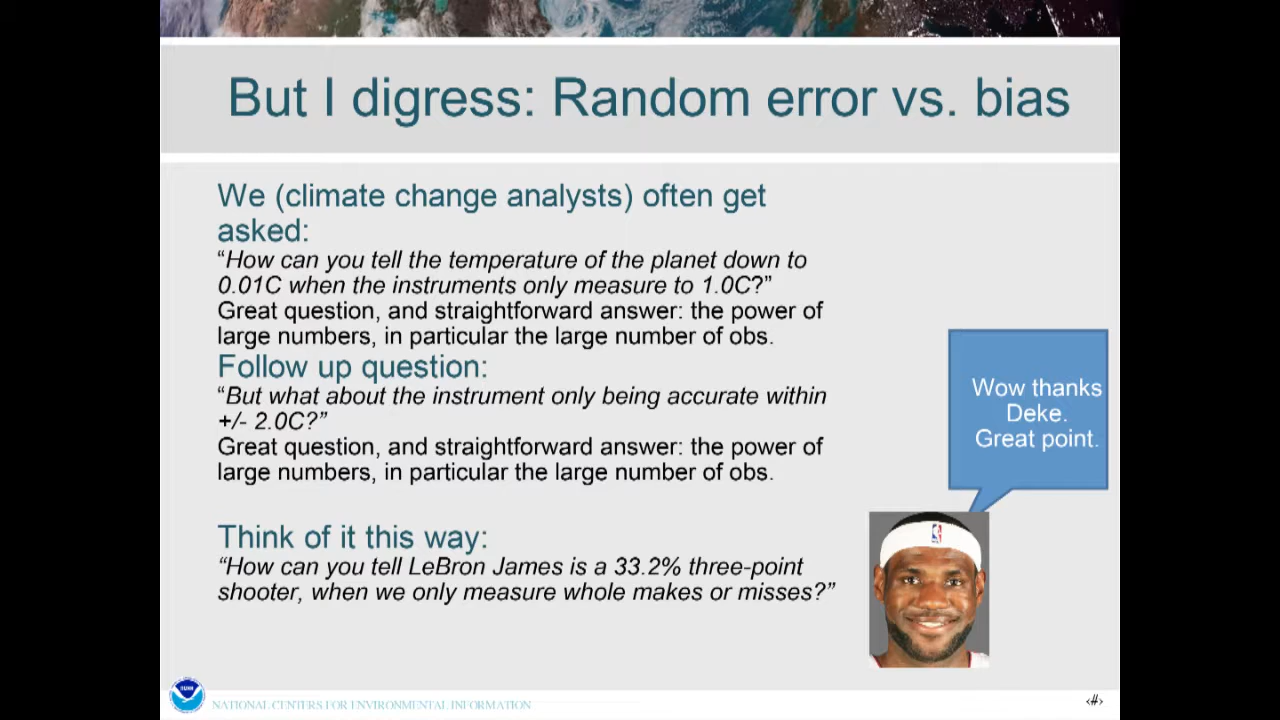 But I digress: Random error vs. bias
We (climate change analysts) often get
asked:
“How can you tell the temperature of the planet down to
0.01C when the instruments only measure to 1.0C?”
Great question, and straightforward answer: the power of
large numbers, in particular the large number of obs.
Follow up question:
“But what about the instrument only being accurate within
+/- 2.0C?”
Great question, and straightforward answer: the power of
large numbers, in particular the large number of obs.
Wow thanks
Deke.
Great point.
Think of it this way:
“How can you tell LeBron James is a 33.2% three-point
shooter, when we only measure whole makes or misses?”
NATIONAL CENTERS FOR ENVIRONMENTAL INFORMATION
‹#›